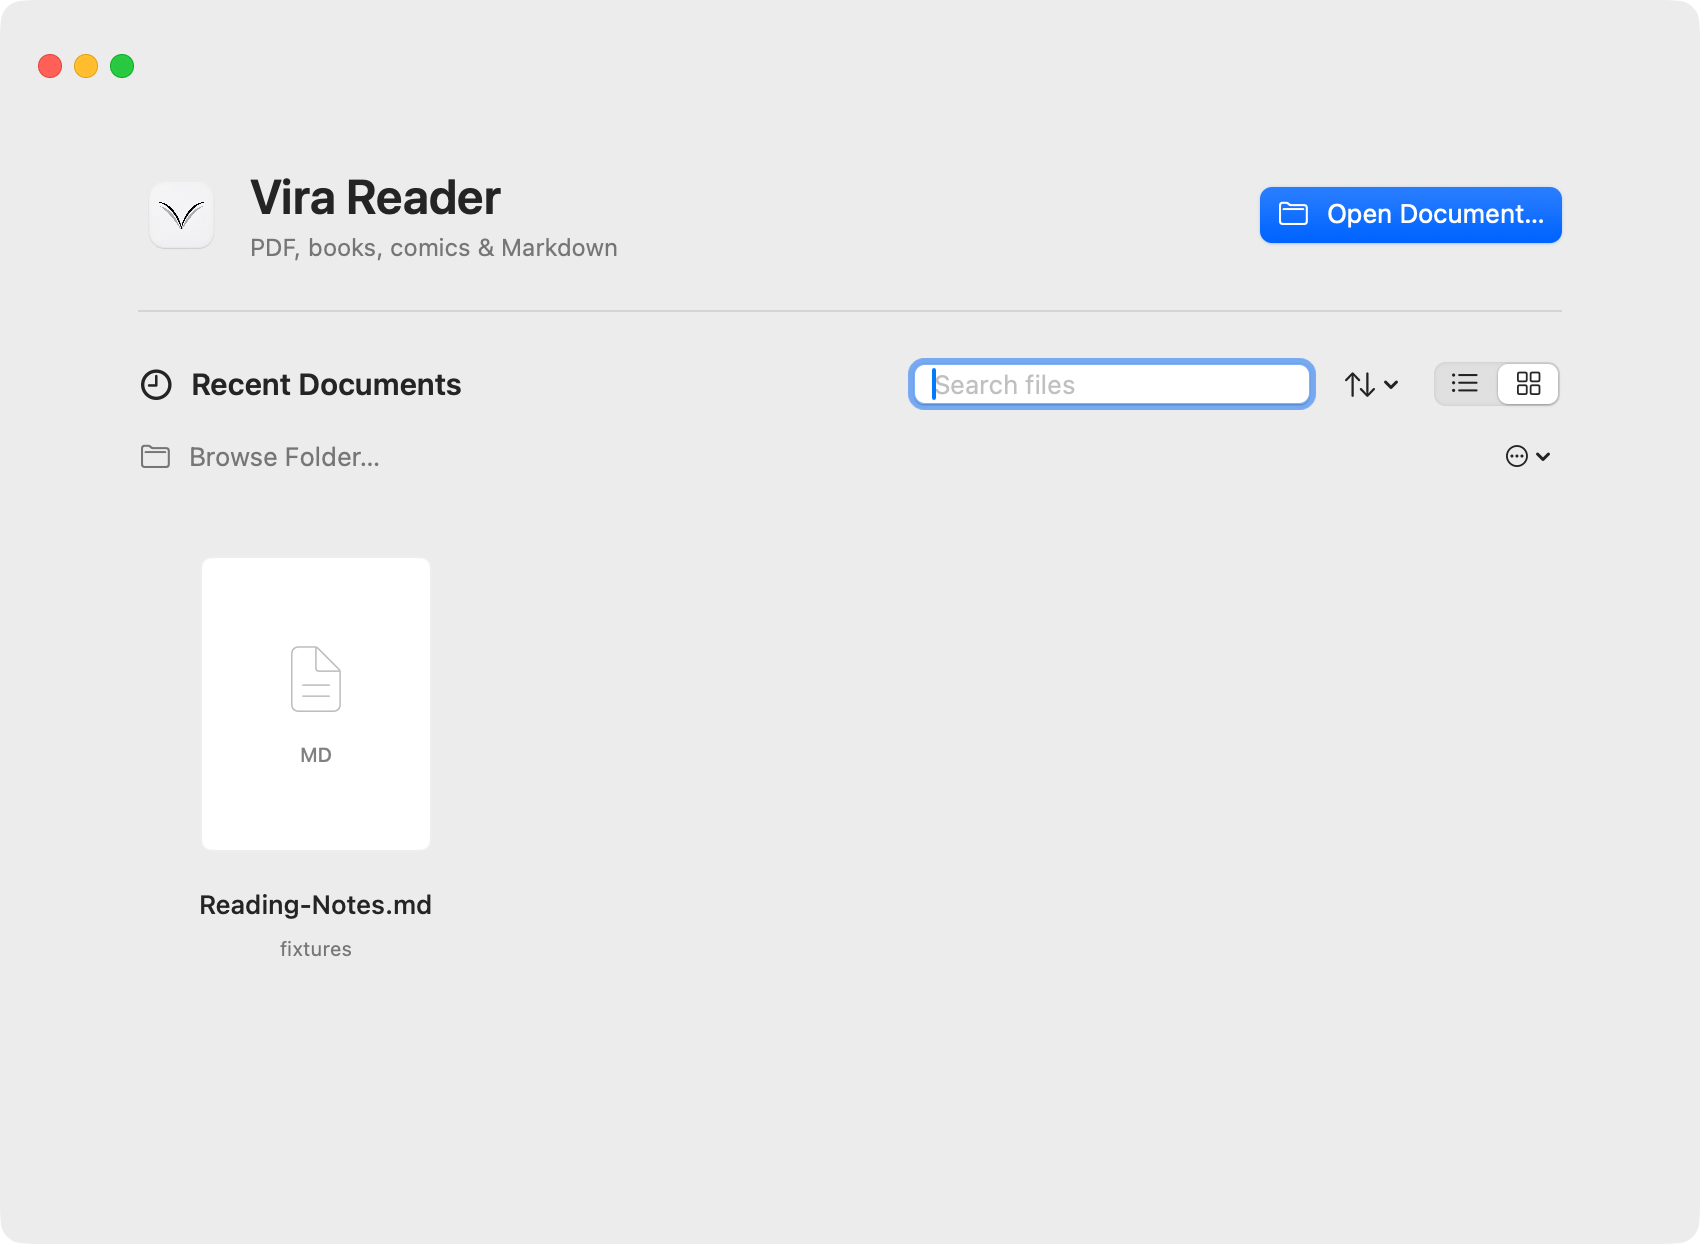 Vira Reader
PDF, books, comics & Markdown
Open Document...
Recent Documents
Search files
Browse Folder...
MD
Reading-Notes.md
fixtures